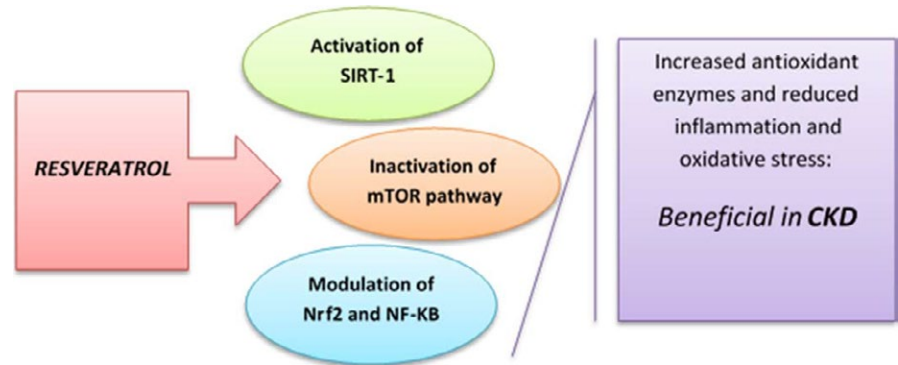 RESVERATROL
Activation of
SIRT-1
Inactivation of
mTOR pathway
Modulation of
Nrf2 and NF-KB
Increased antioxidant
enzymes and reduced
inflammation and
oxidative stress:
Beneficial in CKD